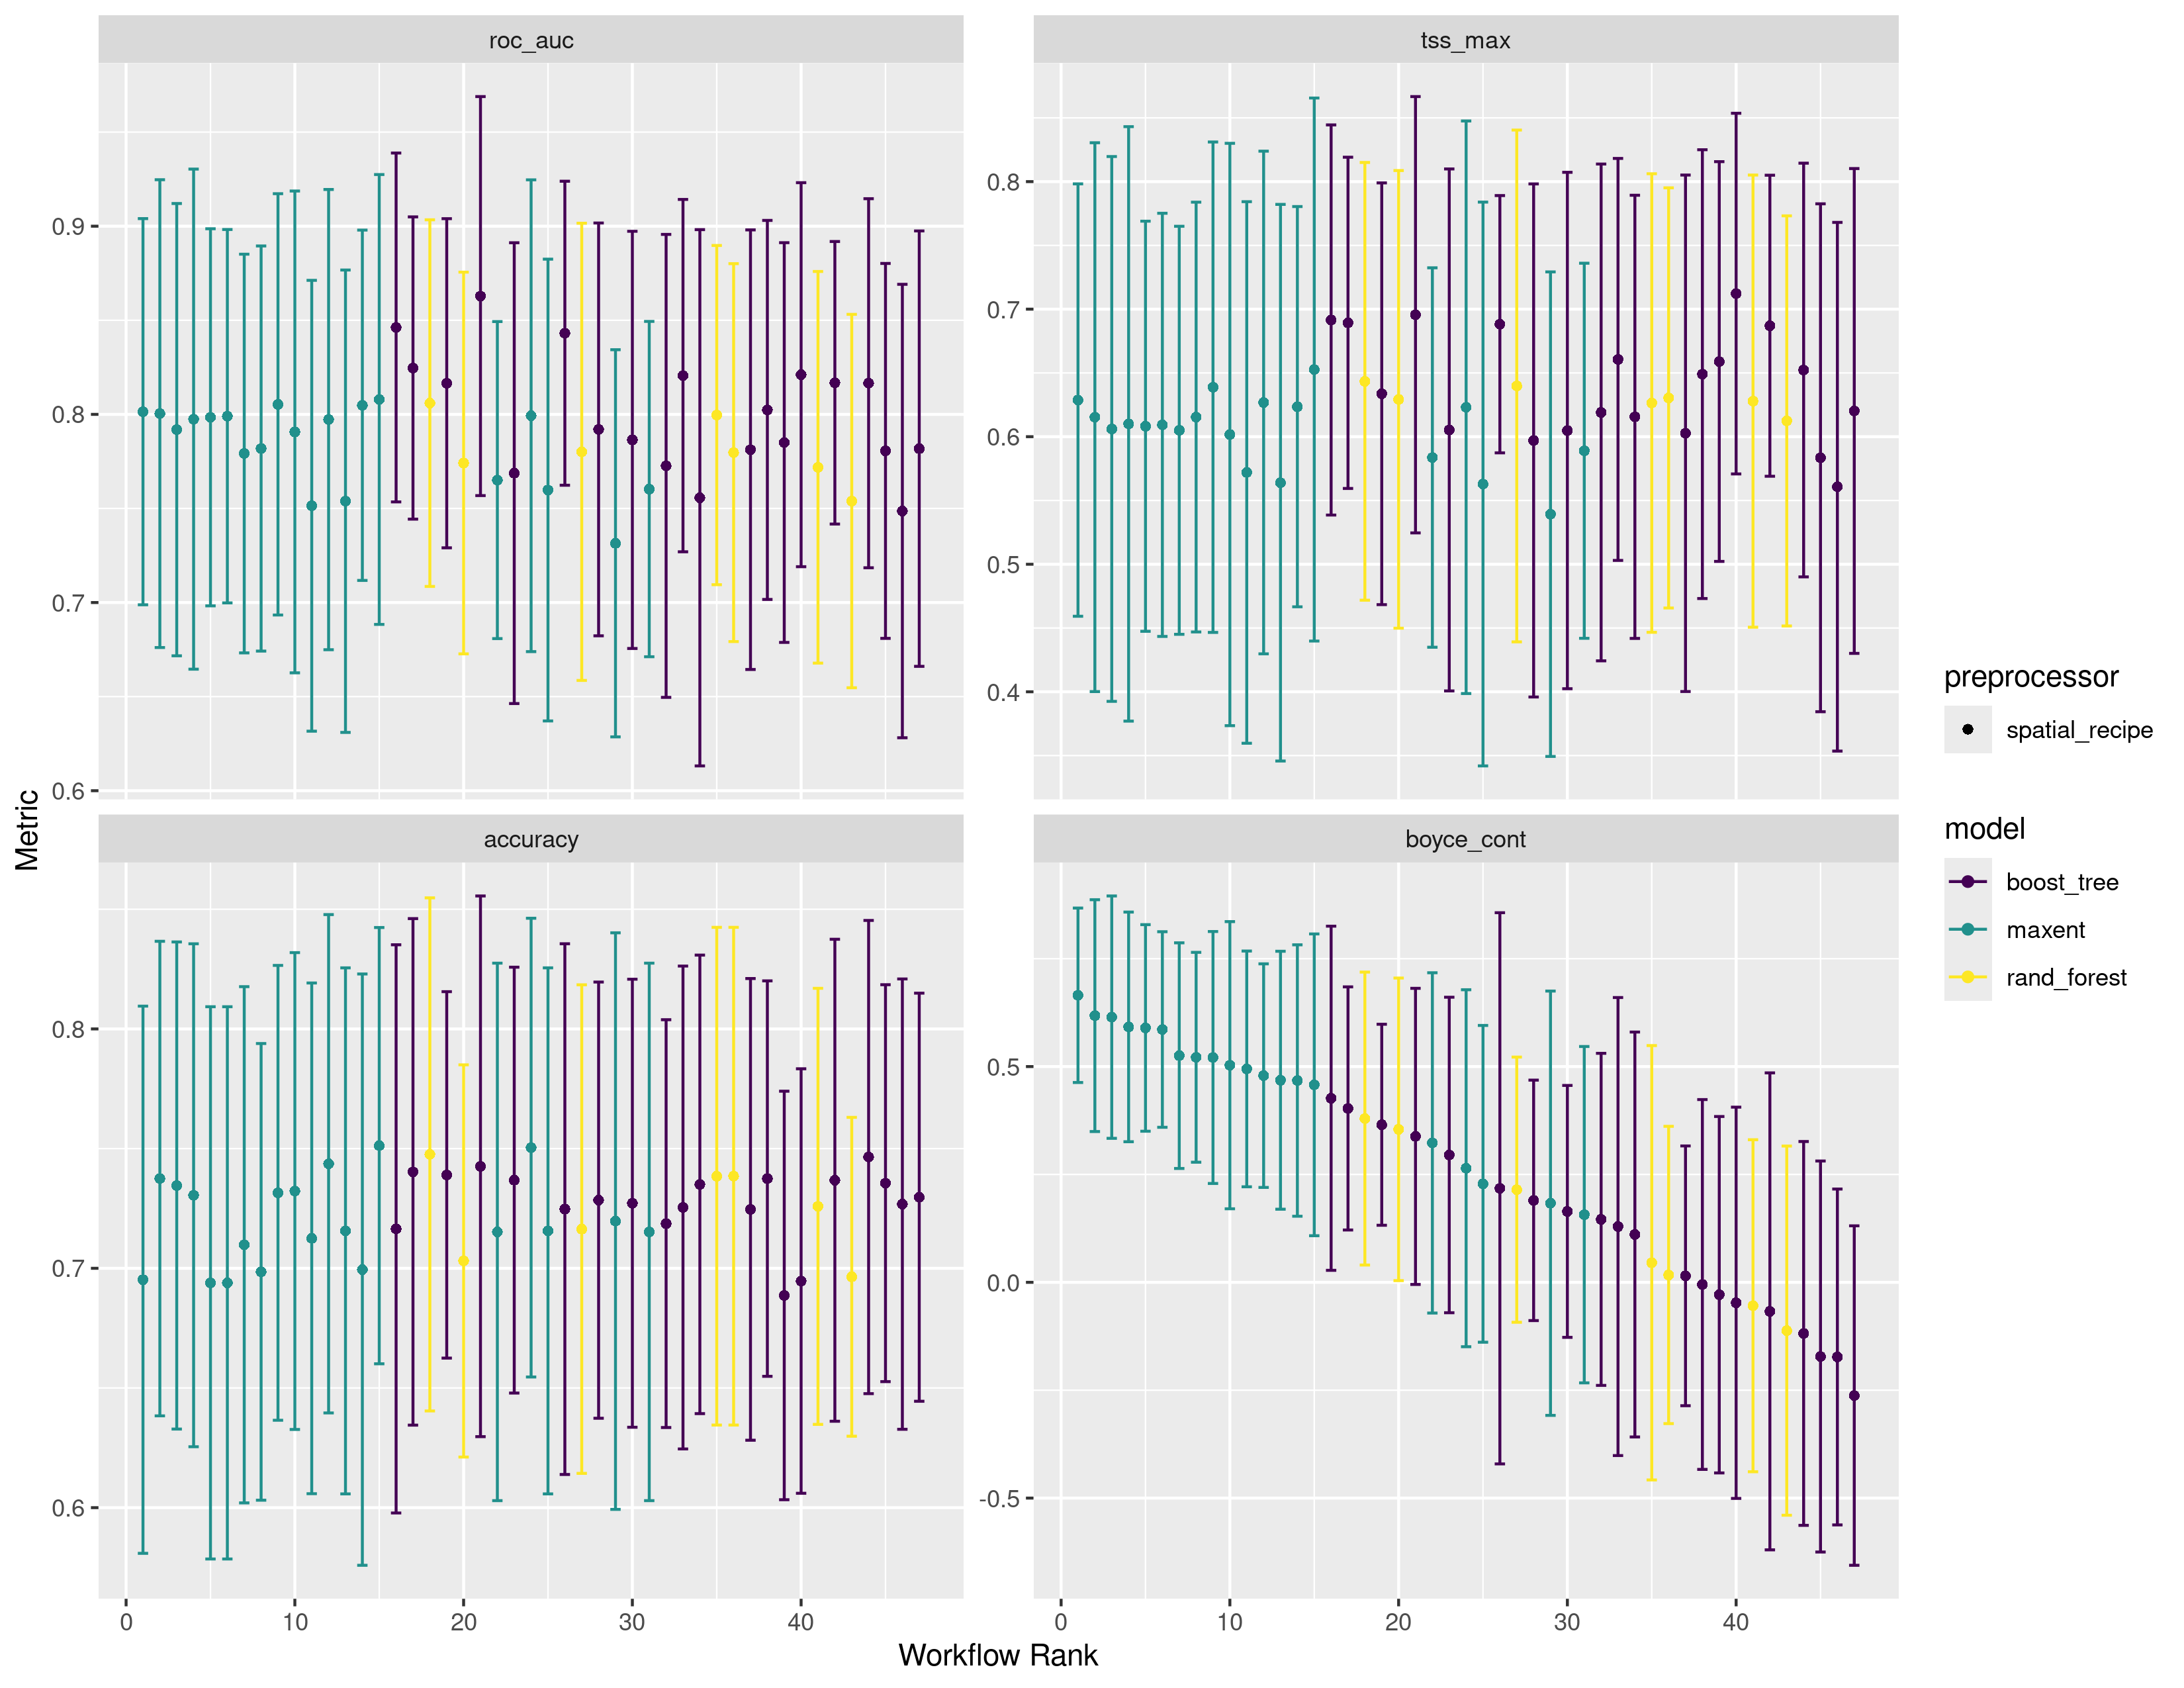 roc_auc
tss_max
0.9
0.8
0.7
0.6
0.8
0.7
0.6
0.5
0.4
accuracy
boyce_cont
0.8
0.7
0.6
0.5
0.0
-0.5
0 10 20 30 40
0 10 20 30 40
Workflow Rank
Metric
preprocessor
spatial_recipe
model
boost_tree
maxent
rand_forest